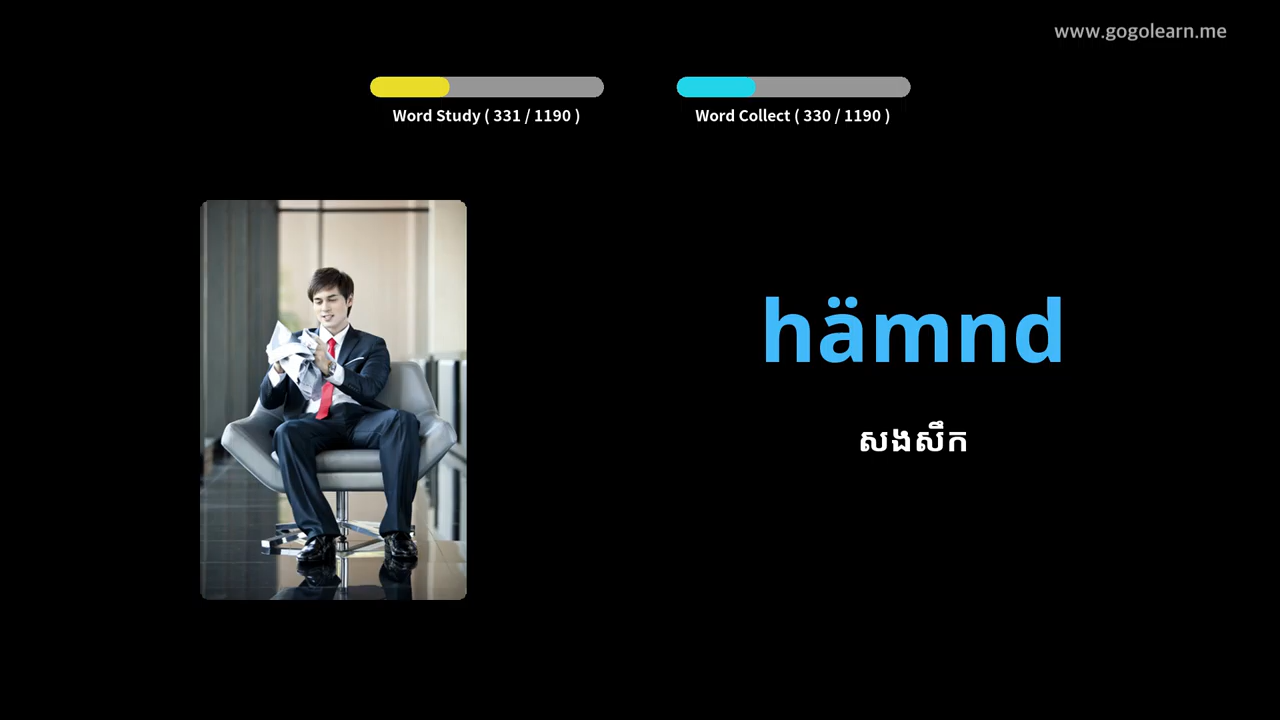 www.gogolearn.me
Word Study ( 331 / 1190 )
Word Collect ( 330 / 1190 )
hämnd
សងសឹក